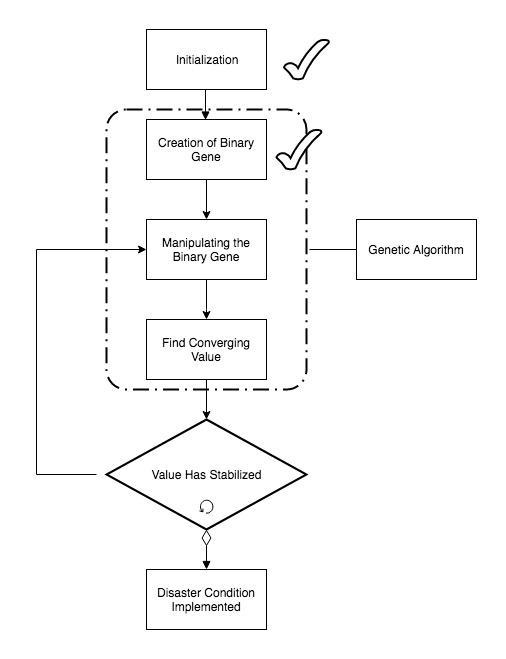 Initialization
Creation of Binary
Gene
Manipulating the
Binary Gene
Genetic Algorithm
Find Converging
Value
Value Has Stabilized
Disaster Condition
Implemented